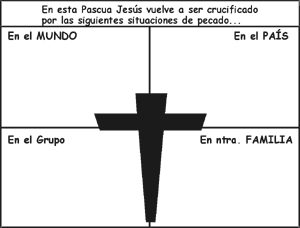 En esta Pascua Jesús vuelve a ser crucificado
por las siguientes situaciones de pecado...
En el MUNDO
En el PAÍS
En el Grupo
En ntra. FAMILIA